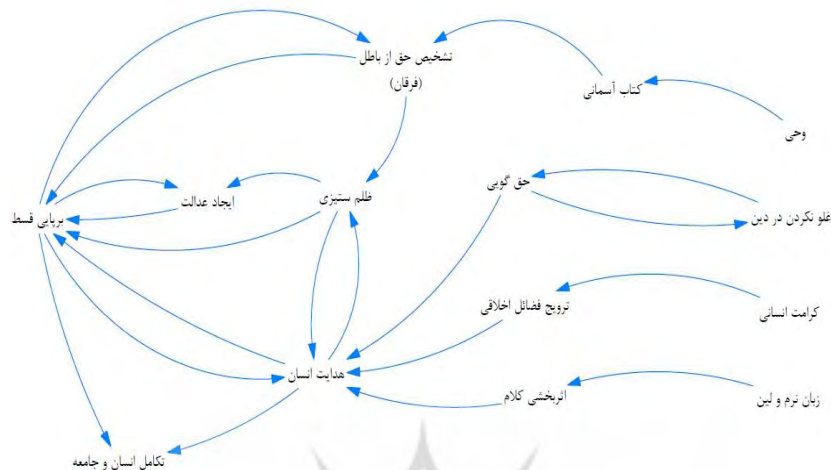 تشخیص حق از باطل
(فرقان)
کتاب آسمانی
وحی
حق گویی
ظلم ستیزی
ایجاد عدالت
برپایی قسط
غلو نکردن در دین
ترویج فضائل اخلاقی
کرامت انسانی
هدایت انسان
اثربخشی کلام
زبان نرم و لین
تکامل انسان و جامعه